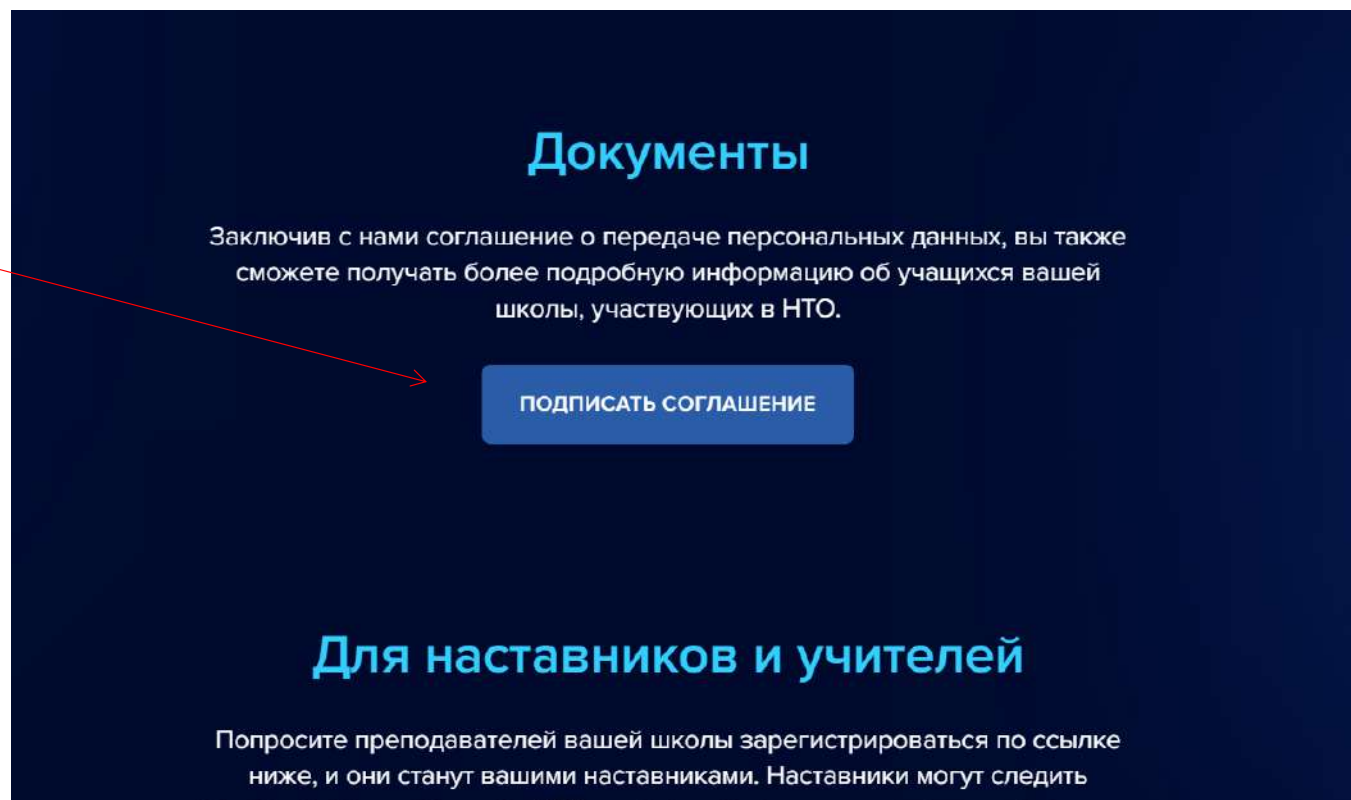 Документы
Заключив с нами соглашение о передаче персональных данных, вы также
сможете получать более подробную информацию об учащихся вашей
школы, участвующих в НТО.
ПОДПИСАТЬ СОГЛАШЕНИЕ
Для наставников и учителей
Попросите преподавателей вашей школы зарегистрироваться по ссылке
ниже, и они станут вашими наставниками. Наставники могут следить